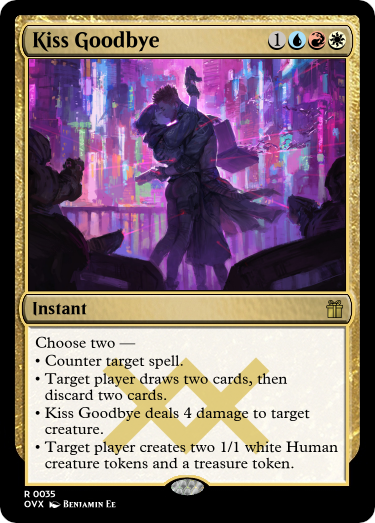 Kiss Goodbye 1
Instant
Choose two —
• Counter target spell.
• Target player draws two cards, then
discard two cards.
• Kiss Goodbye deals 4 damage to target
creature.
• Target player creates two 1/1 white Human
creature tokens and a treasure token.
R 0035
OVX Benjamin Ee